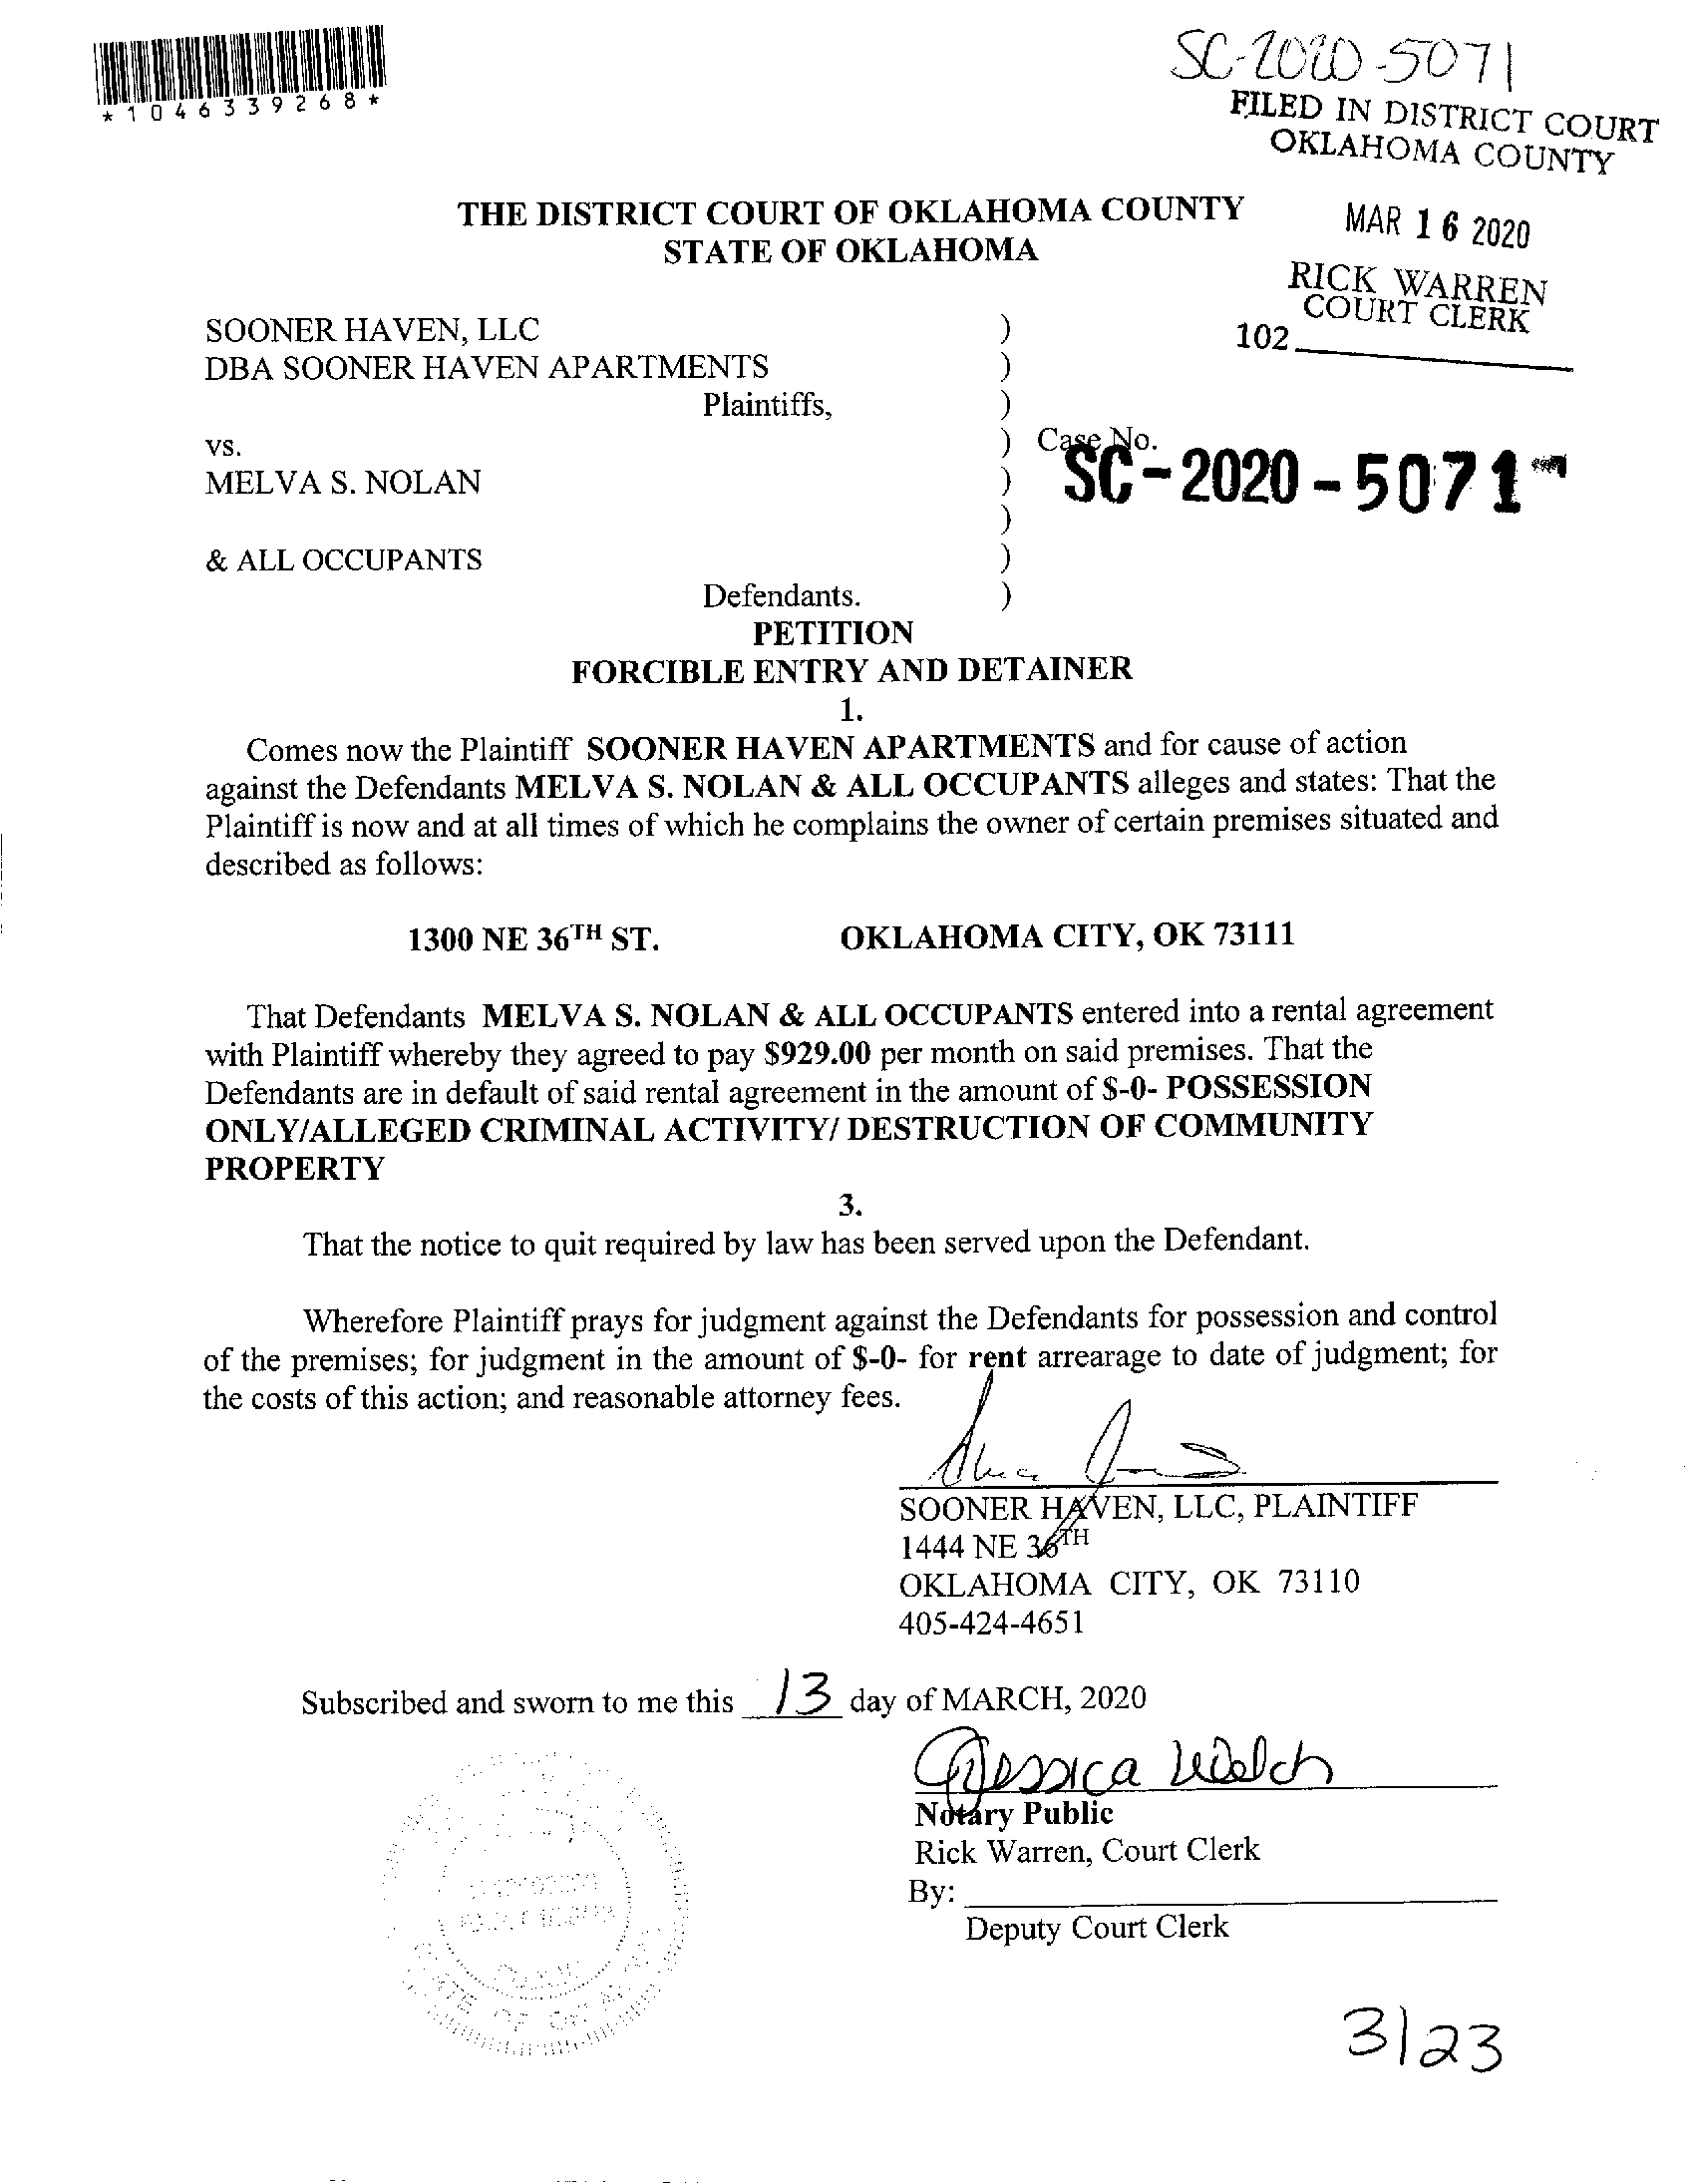 *1046339268*
SC-2020-5071
FILED IN DISTRICT COURT
OKLAHOMA COUNTY
MAR 16 2020
RICK WARREN
COURT CLERK
102
THE DISTRICT COURT OF OKLAHOMA COUNTY
STATE OF OKLAHOMA
SOONER HAVEN, LLC )
DBA SOONER HAVEN APARTMENTS )
Plaintiffs, )
vs. ) Case No.
SC-2020-5071
MELVA S. NOLAN )
)
& ALL OCCUPANTS )
Defendants. )
PETITION
FORCIBLE ENTRY AND DETAINER
1.
Comes now the Plaintiff SOONER HAVEN APARTMENTS and for cause of action
against the Defendants MELVA S. NOLAN & ALL OCCUPANTS alleges and states: That the
Plaintiff is now and at all times of which he complains the owner of certain premises situated and
described as follows:
1300 NE 36TH ST. OKLAHOMA CITY, OK 73111
That Defendants MELVA S. NOLAN & ALL OCCUPANTS entered into a rental agreement
with Plaintiff whereby they agreed to pay $929.00 per month on said premises. That the
Defendants are in default of said rental agreement in the amount of $-0- POSSESSION
ONLY/ALLEGED CRIMINAL ACTIVITY/ DESTRUCTION OF COMMUNITY
PROPERTY
3.
That the notice to quit required by law has been served upon the Defendant.
Wherefore Plaintiff prays for judgment against the Defendants for possession and control
of the premises; for judgment in the amount of $-0- for rent arrearage to date of judgment; for
the costs of this action; and reasonable attorney fees.
SOONER HAVEN, LLC, PLAINTIFF
1444 NE 36TH
OKLAHOMA CITY, OK 73110
405-424-4651
Subscribed and sworn to me this 13 day of MARCH, 2020
Jessica Welch
Notary Public
Rick Warren, Court Clerk
By:
Deputy Court Clerk
3/23